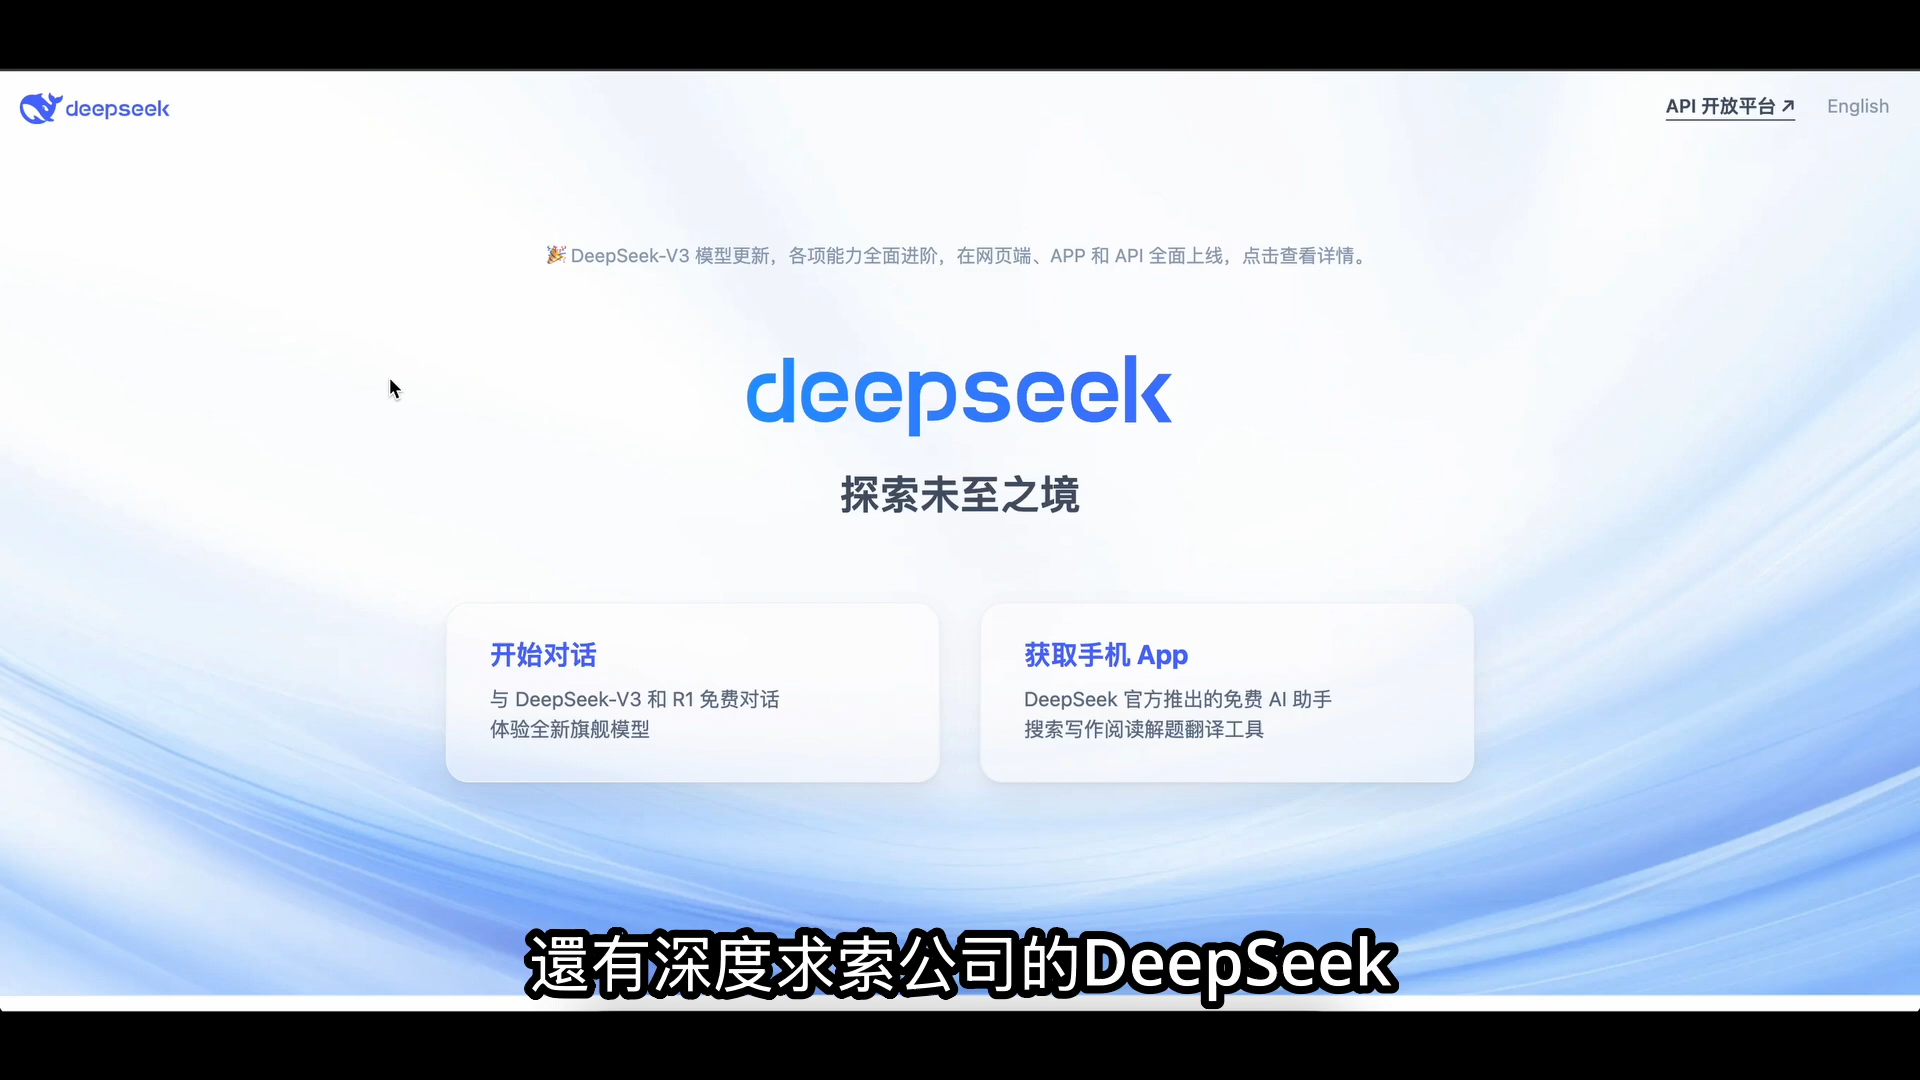 deepseek
API 开放平台 ↗ English
🎉 DeepSeek-V3 模型更新，各项能力全面进阶，在网页端、APP 和 API 全面上线，点击查看详情。
deepseek
探索未至之境
开始对话
与 DeepSeek-V3 和 R1 免费对话
体验全新旗舰模型
获取手机 App
DeepSeek 官方推出的免费 AI 助手
搜索写作阅读解题翻译工具
還有深度求索公司的DeepSeek